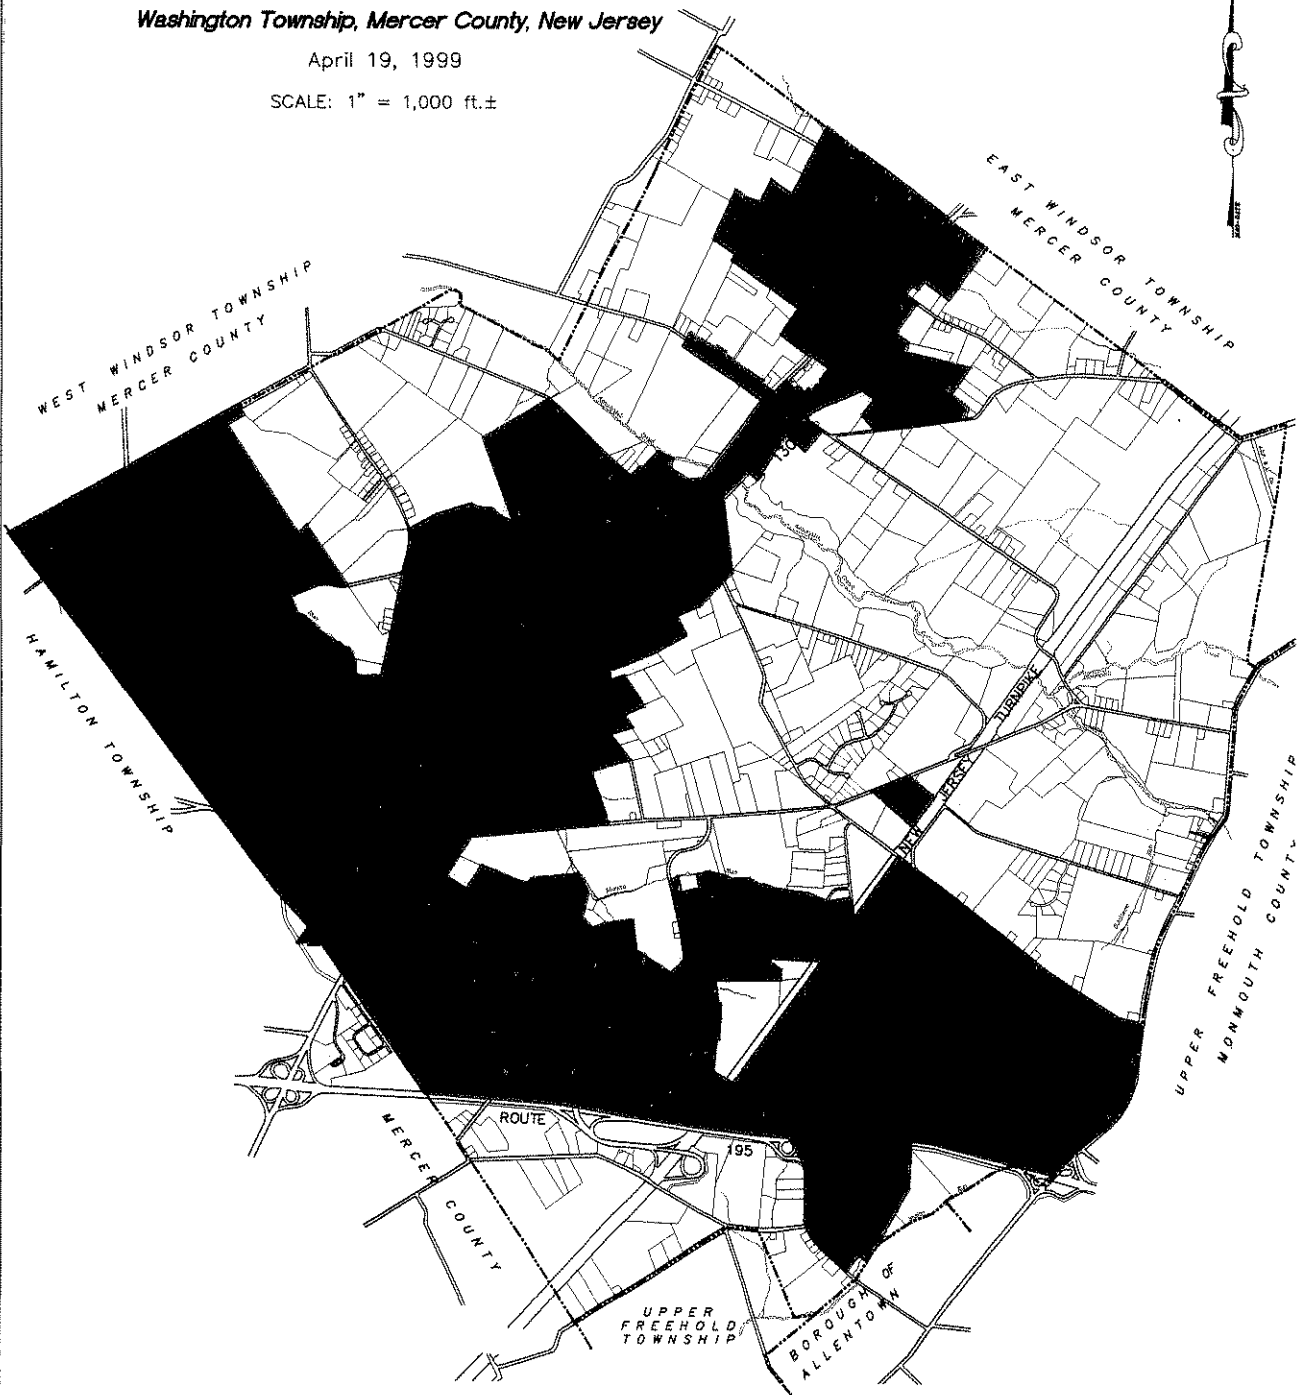 Washington Township, Mercer County, New Jersey
April 19, 1999
SCALE: 1" = 1,000 ft.±
EAST WINDSOR TOWNSHIP
MERCER COUNTY
WEST WINDSOR TOWNSHIP
MERCER COUNTY
130
HAMILTON TOWNSHIP
NEW JERSEY TURNPIKE
UPPER FREEHOLD TOWNSHIP
MONMOUTH COUNTY
ROUTE
195
MERCER COUNTY
UPPER
FREEHOLD
TOWNSHIP
BOROUGH OF
ALLENTOWN